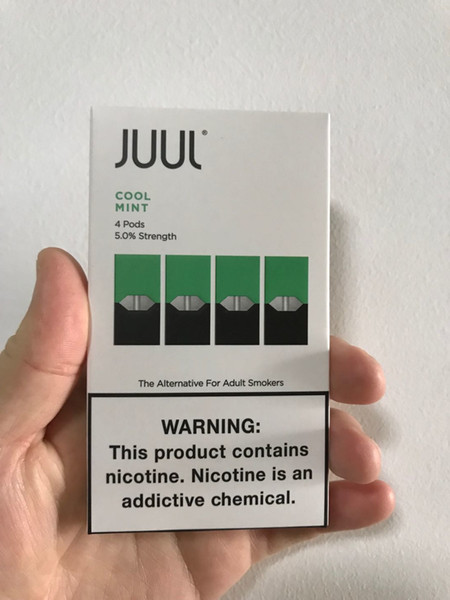 JUUL®
COOL
MINT
4 Pods
5.0% Strength
The Alternative For Adult Smokers
WARNING:
This product contains
nicotine. Nicotine is an
addictive chemical.